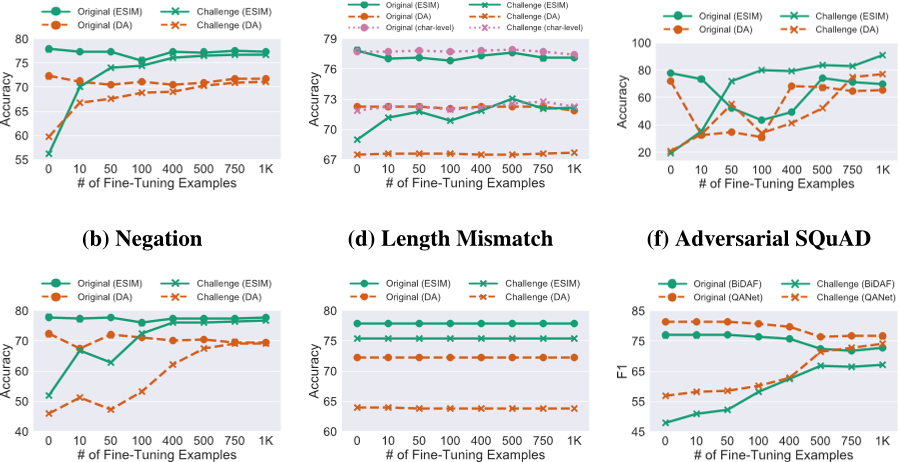 Original (ESIM) Challenge (ESIM)
Original (DA) Challenge (DA)
80
75
70
65
60
55
Accuracy
0 10 50 100 400 500 750 1K
# of Fine-Tuning Examples
Original (ESIM) Challenge (ESIM)
Original (DA) Challenge (DA)
Original (char-level) Challenge (char-level)
79
76
73
70
67
Accuracy
0 10 50 100 400 500 750 1K
# of Fine-Tuning Examples
Original (ESIM) Challenge (ESIM)
Original (DA) Challenge (DA)
100
80
60
40
20
Accuracy
0 10 50 100 400 500 750 1K
# of Fine-Tuning Examples
(b) Negation
(d) Length Mismatch
(f) Adversarial SQuAD
Original (ESIM) Challenge (ESIM)
Original (DA) Challenge (DA)
80
70
60
50
40
Accuracy
0 10 50 100 400 500 750 1K
# of Fine-Tuning Examples
Original (ESIM) Challenge (ESIM)
Original (DA) Challenge (DA)
80
75
70
65
60
Accuracy
0 10 50 100 400 500 750 1K
# of Fine-Tuning Examples
Original (BiDAF) Challenge (BiDAF)
Original (QANet) Challenge (QANet)
85
75
65
55
45
F1
0 10 50 100 400 500 750 1K
# of Fine-Tuning Examples